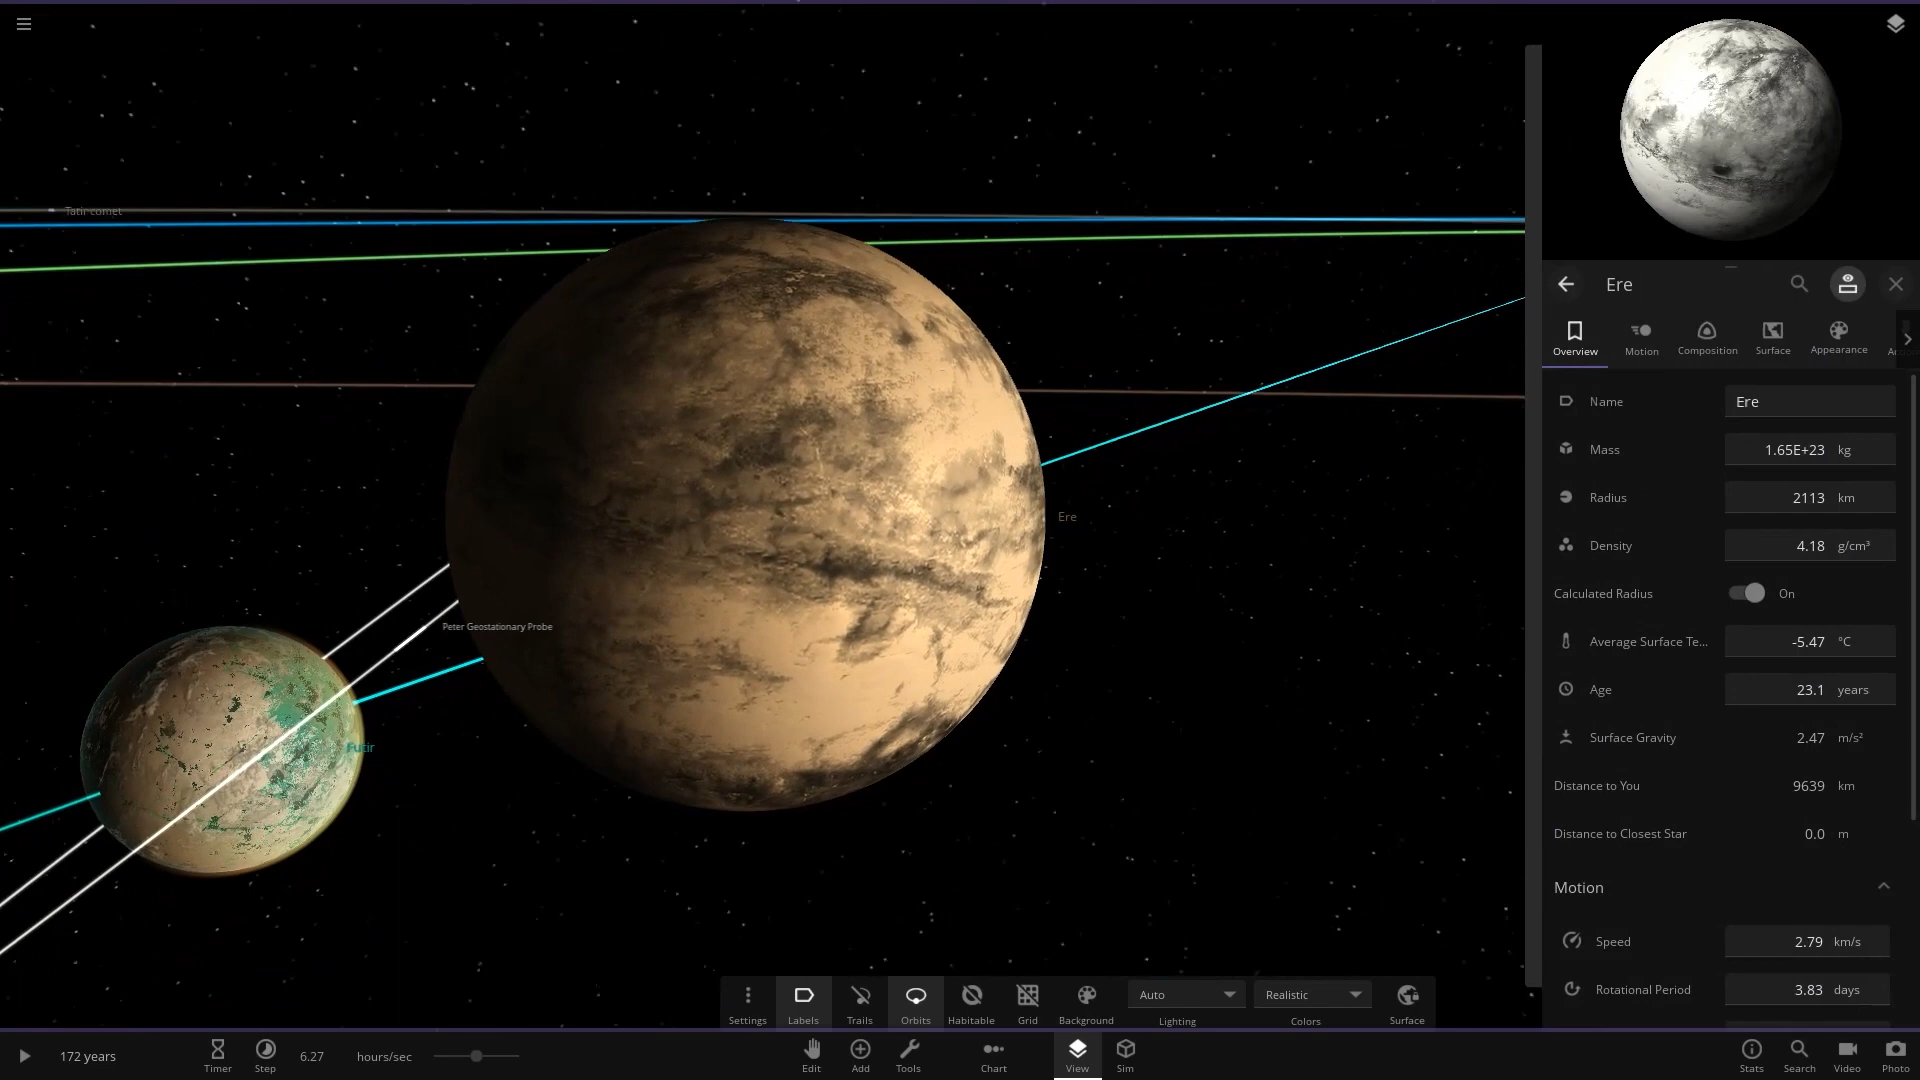 Tatir comet
Ere
Peter Geostationary Probe
Futir
Ere
Overview
Motion
Composition
Surface
Appearance
Name
Ere
Mass
1.65E+23 kg
Radius
2113 km
Density
4.18 g/cm³
Calculated Radius
On
Average Surface Te...
-5.47 °C
Age
23.1 years
Surface Gravity
2.47 m/s²
Distance to You
9639 km
Distance to Closest Star
0.0 m
Motion
Speed
2.79 km/s
Rotational Period
3.83 days
Settings
Labels
Trails
Orbits
Habitable
Grid
Background
Auto
Lighting
Realistic
Colors
Surface
172 years
Timer
Step
6.27 hours/sec
Edit
Add
Tools
Chart
View
Sim
Stats
Search
Video
Photo